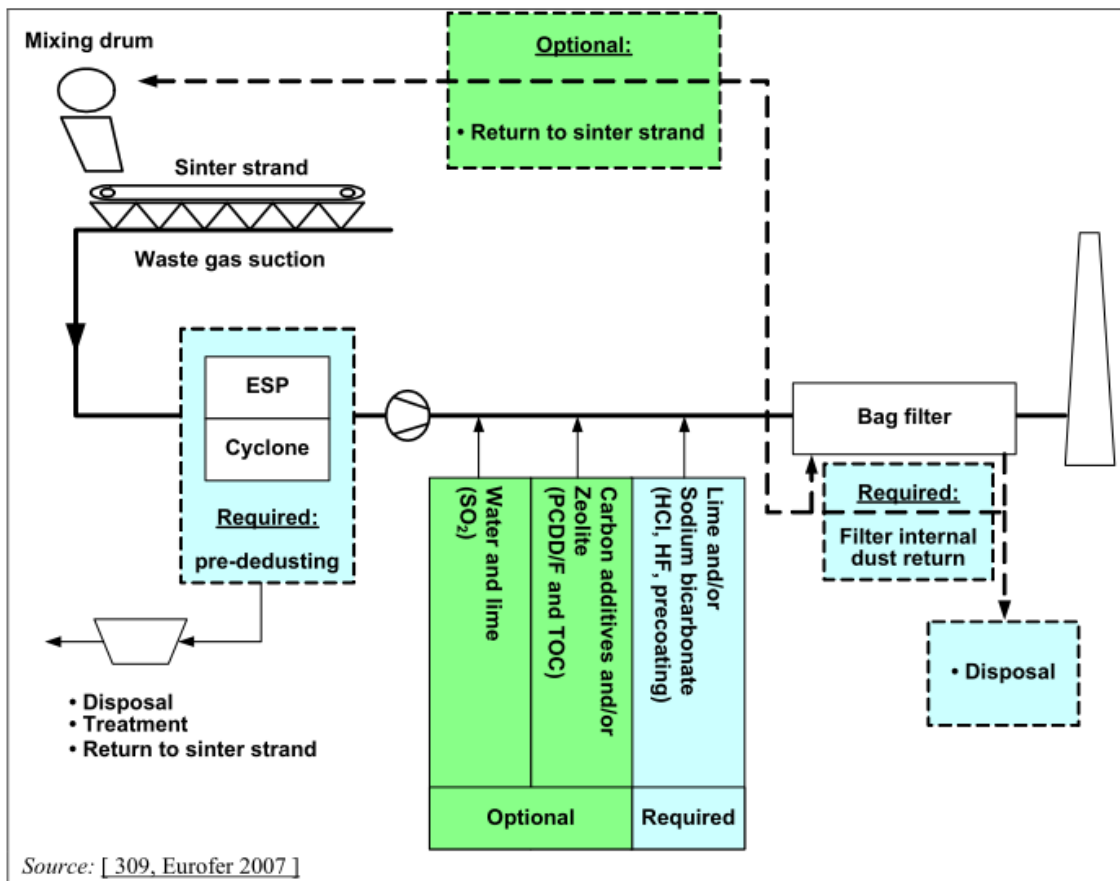 Mixing drum
Optional:
• Return to sinter strand
Sinter strand
Waste gas suction
ESP
Cyclone
Required:
pre-dedusting
Bag filter
Required:
Filter internal
dust return
Water and lime
(SO₂)
Carbon additives and/or
Zeolite
(PCDD/F and TOC)
Lime and/or
Sodium bicarbonate
(HCl, HF, precoating)
Optional
Required
• Disposal
• Disposal
• Treatment
• Return to sinter strand
Source: [ 309, Eurofer 2007 ]